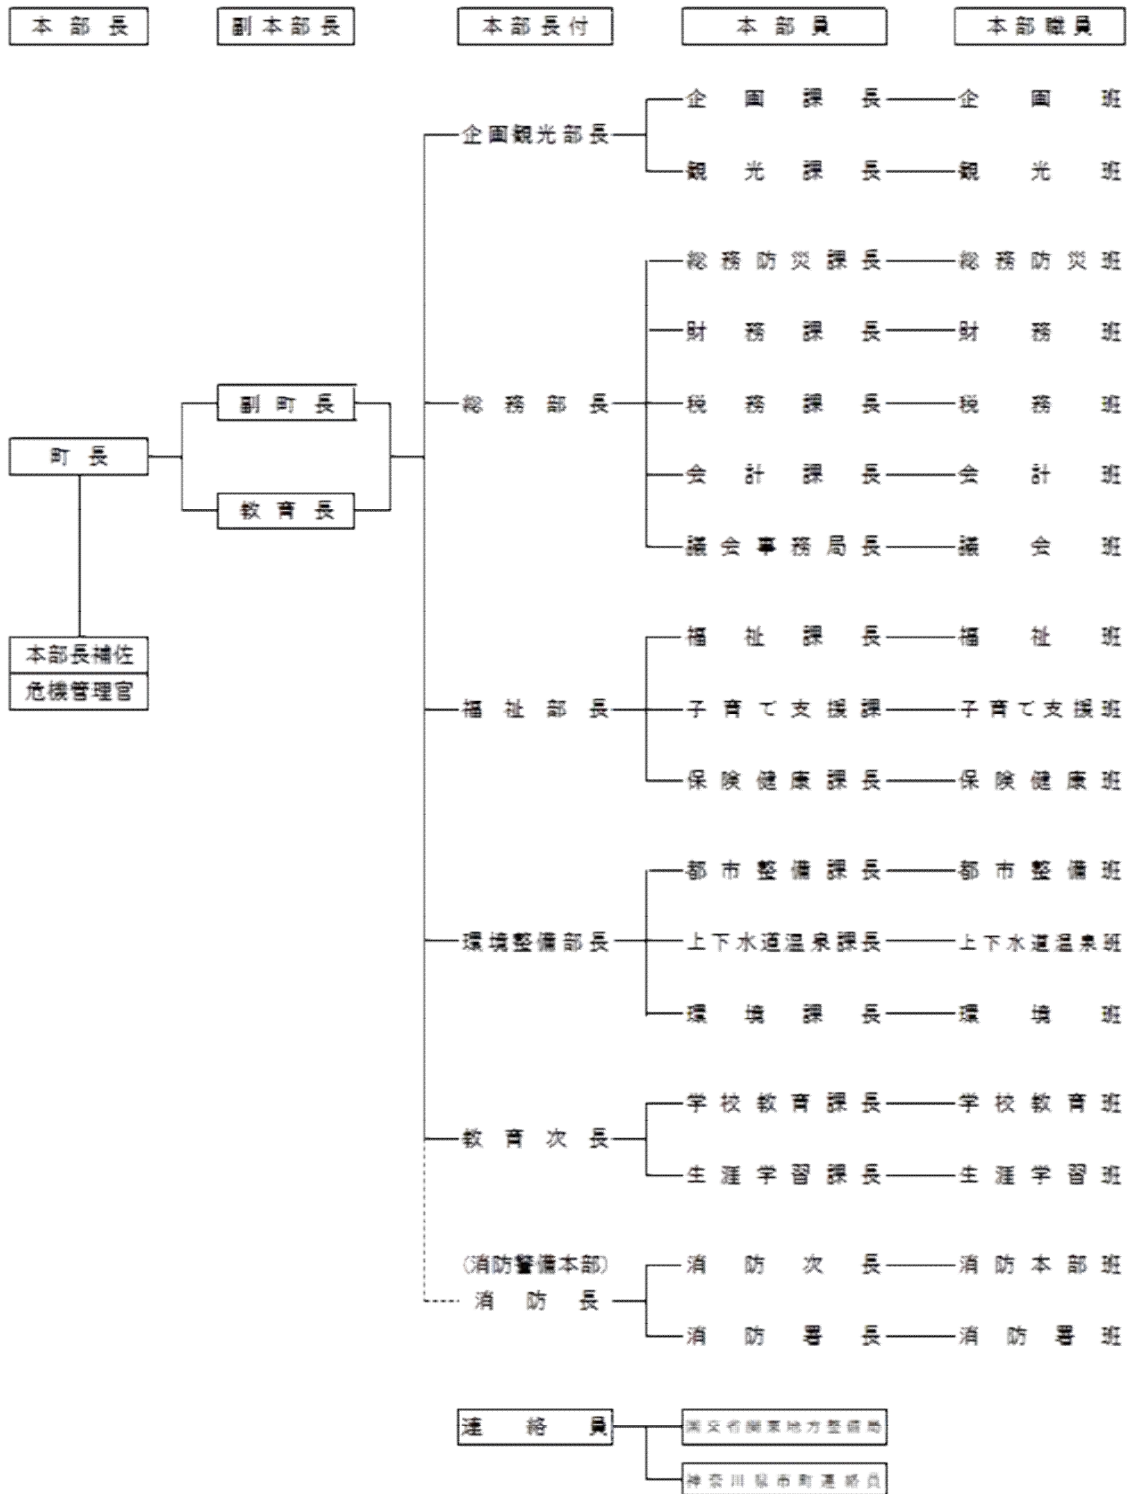 本部長 副本部長 本部長付 本部員 本部職員
企画課長 企画班
企画観光部長
観光課長 観光班
総務防災課長 総務防災班
財務課長 財務班
副町長 総務部長 税務課長 税務班
町長
会計課長 会計班
教育長
議会事務局長 議会班
福祉課長 福祉班
本部長補佐
危機管理官
福祉部長 子育て支援課 子育て支援班
保険健康課長 保険健康班
都市整備課長 都市整備班
環境整備部長 上下水道温泉課長 上下水道温泉班
環境課長 環境班
学校教育課長 学校教育班
教育次長
生涯学習課長 生涯学習班
(消防警備本部) 消防次長 消防本部班
消防長
消防署長 消防署班
連絡員 国交省関東地方整備局
神奈川県市町連絡員